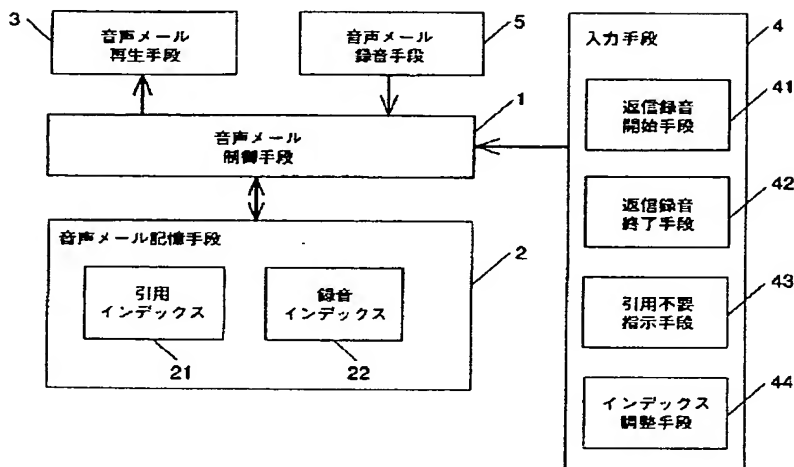 3
音声メール
再生手段
音声メール
録音手段
5
入力手段
4
返信録音
開始手段
41
1
音声メール
制御手段
返信録音
終了手段
42
音声メール記憶手段
2
引用
インデックス
21
録音
インデックス
22
引用不要
指示手段
43
インデックス
調整手段
44